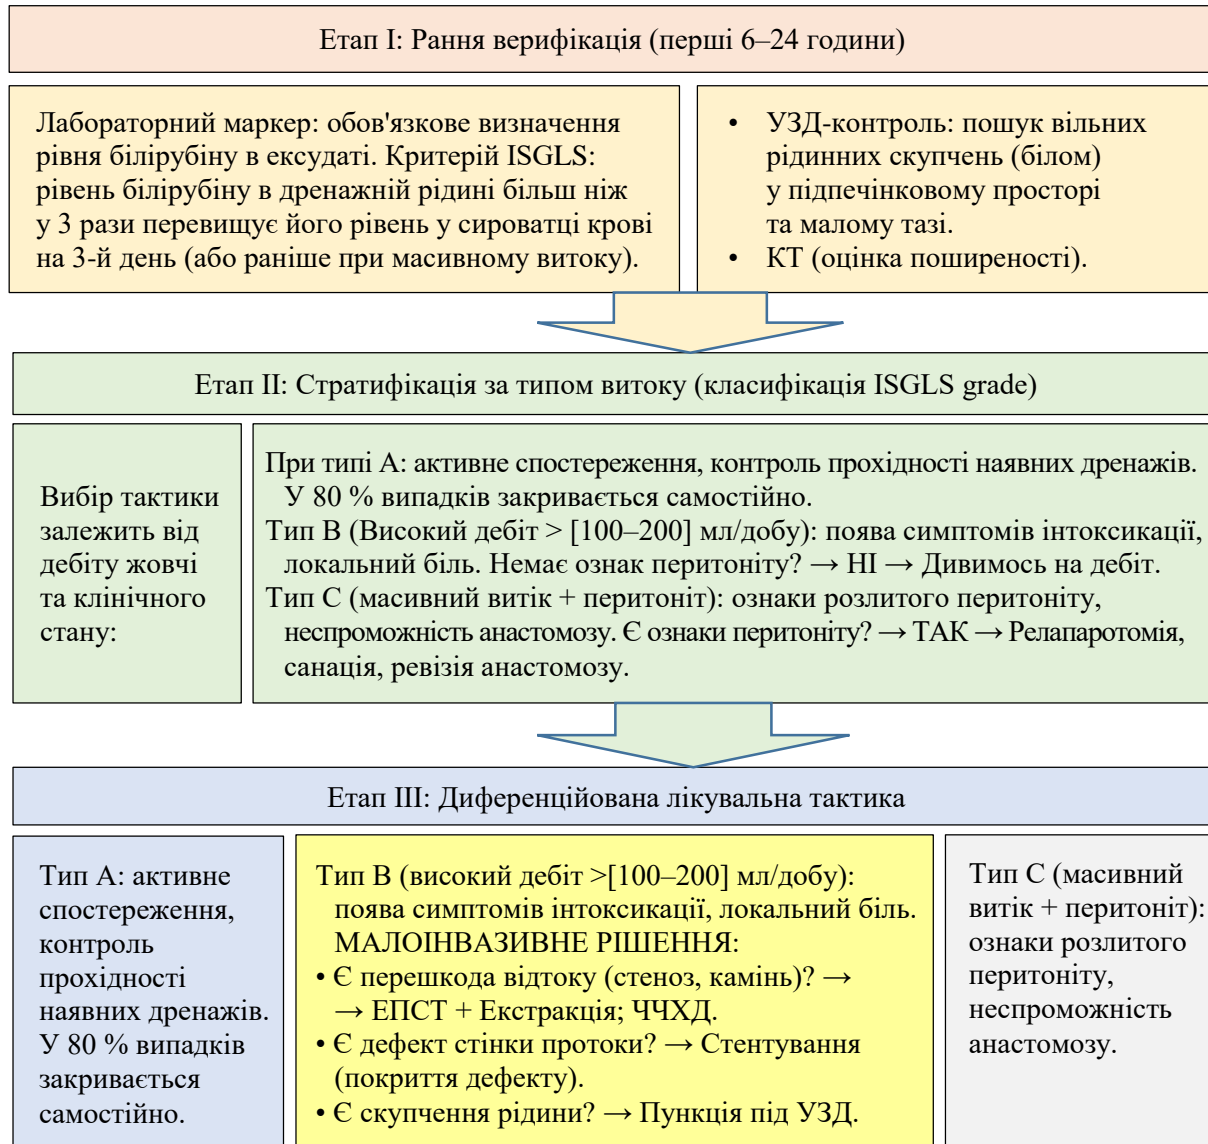 Етап I: Рання верифікація (перші 6–24 години)
Лабораторний маркер: обов'язкове визначення
рівня білірубіну в ексудаті. Критерій ISGLS:
рівень білірубіну в дренажній рідині більш ніж
у 3 рази перевищує його рівень у сироватці крові
на 3-й день (або раніше при масивному витоку).
• УЗД-контроль: пошук вільних
рідинних скупчень (білом)
у підпечінковому просторі
та малому тазі.
• КТ (оцінка поширеності).
Етап II: Стратифікація за типом витоку (класифікація ISGLS grade)
Вибір тактики
залежить від
дебіту жовчі
та клінічного
стану:
При типі А: активне спостереження, контроль прохідності наявних дренажів.
У 80 % випадків закривається самостійно.
Тип В (Високий дебіт > [100–200] мл/добу): поява симптомів інтоксикації,
локальний біль. Немає ознак перитоніту? → НІ → Дивимось на дебіт.
Тип С (масивний витік + перитоніт): ознаки розлитого перитоніту,
неспроможність анастомозу. Є ознаки перитоніту? → ТАК → Релапаротомія,
санація, ревізія анастомозу.
Етап III: Диференційована лікувальна тактика
Тип А: активне
спостереження,
контроль
прохідності
наявних дренажів.
У 80 % випадків
закривається
самостійно.
Тип В (високий дебіт >[100–200] мл/добу):
поява симптомів інтоксикації, локальний біль.
МАЛОІНВАЗИВНЕ РІШЕННЯ:
• Є перешкода відтоку (стеноз, камінь)? →
→ ЕПСТ + Екстракція; ЧЧХД.
• Є дефект стінки протоки? → Стентування
(покриття дефекту).
• Є скупчення рідини? → Пункція під УЗД.
Тип С (масивний
витік + перитоніт):
ознаки розлитого
перитоніту,
неспроможність
анастомозу.